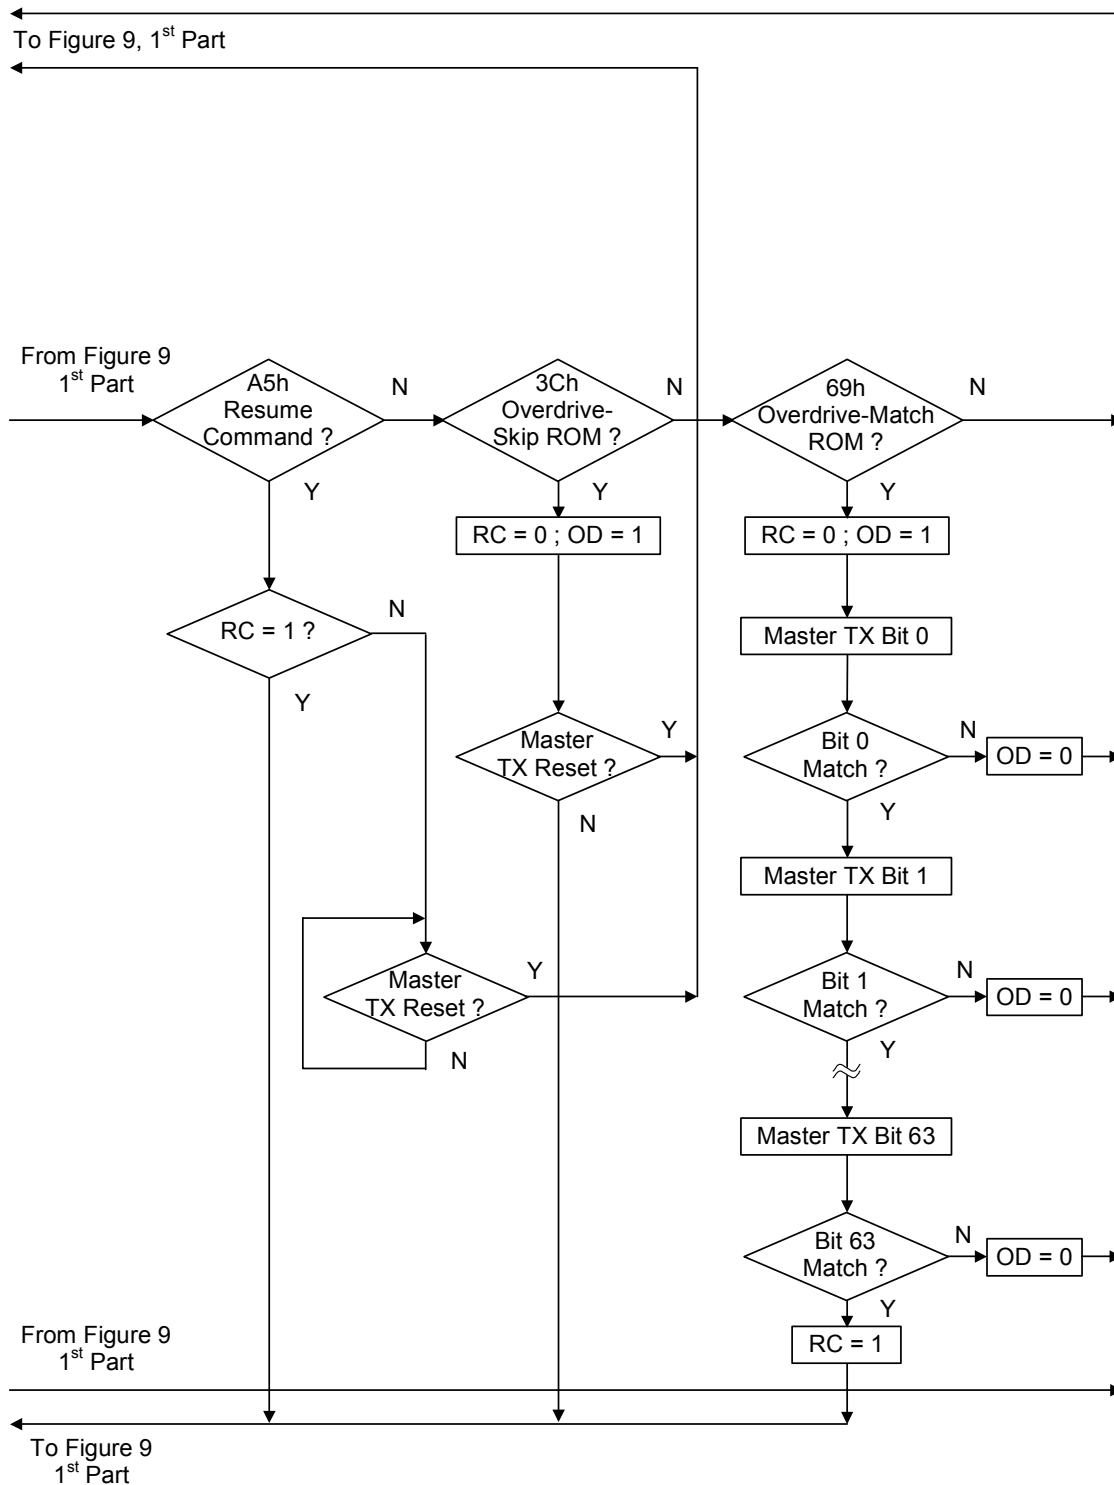 To Figure 9, 1st Part
From Figure 9
1st Part
A5h
Resume
Command ?
N
Y
3Ch
Overdrive-
Skip ROM ?
N
Y
69h
Overdrive-Match
ROM ?
N
Y
RC = 0 ; OD = 1
RC = 0 ; OD = 1
RC = 1 ?
N
Y
Master TX Bit 0
Master
TX Reset ?
Y
N
Bit 0
Match ?
N
OD = 0
Y
Master TX Bit 1
Master
TX Reset ?
Y
N
Bit 1
Match ?
N
OD = 0
Y
Master TX Bit 63
Bit 63
Match ?
N
OD = 0
Y
RC = 1
From Figure 9
1st Part
To Figure 9
1st Part